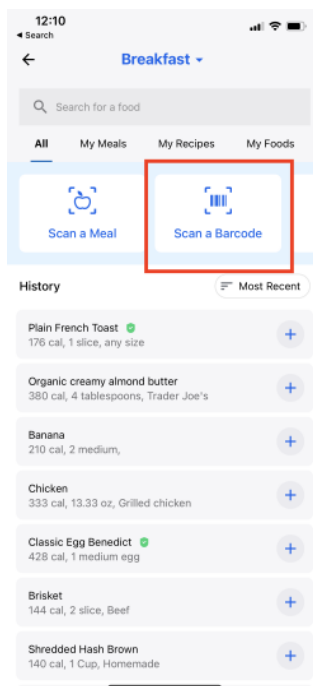 12:10
Search
Breakfast
Search for a food
All My Meals My Recipes My Foods
Scan a Meal Scan a Barcode
History Most Recent
Plain French Toast
176 cal, 1 slice, any size
Organic creamy almond butter
380 cal, 4 tablespoons, Trader Joe's
Banana
210 cal, 2 medium,
Chicken
333 cal, 13.33 oz, Grilled chicken
Classic Egg Benedict
428 cal, 1 medium egg
Brisket
144 cal, 2 slice, Beef
Shredded Hash Brown
140 cal, 1 Cup, Homemade